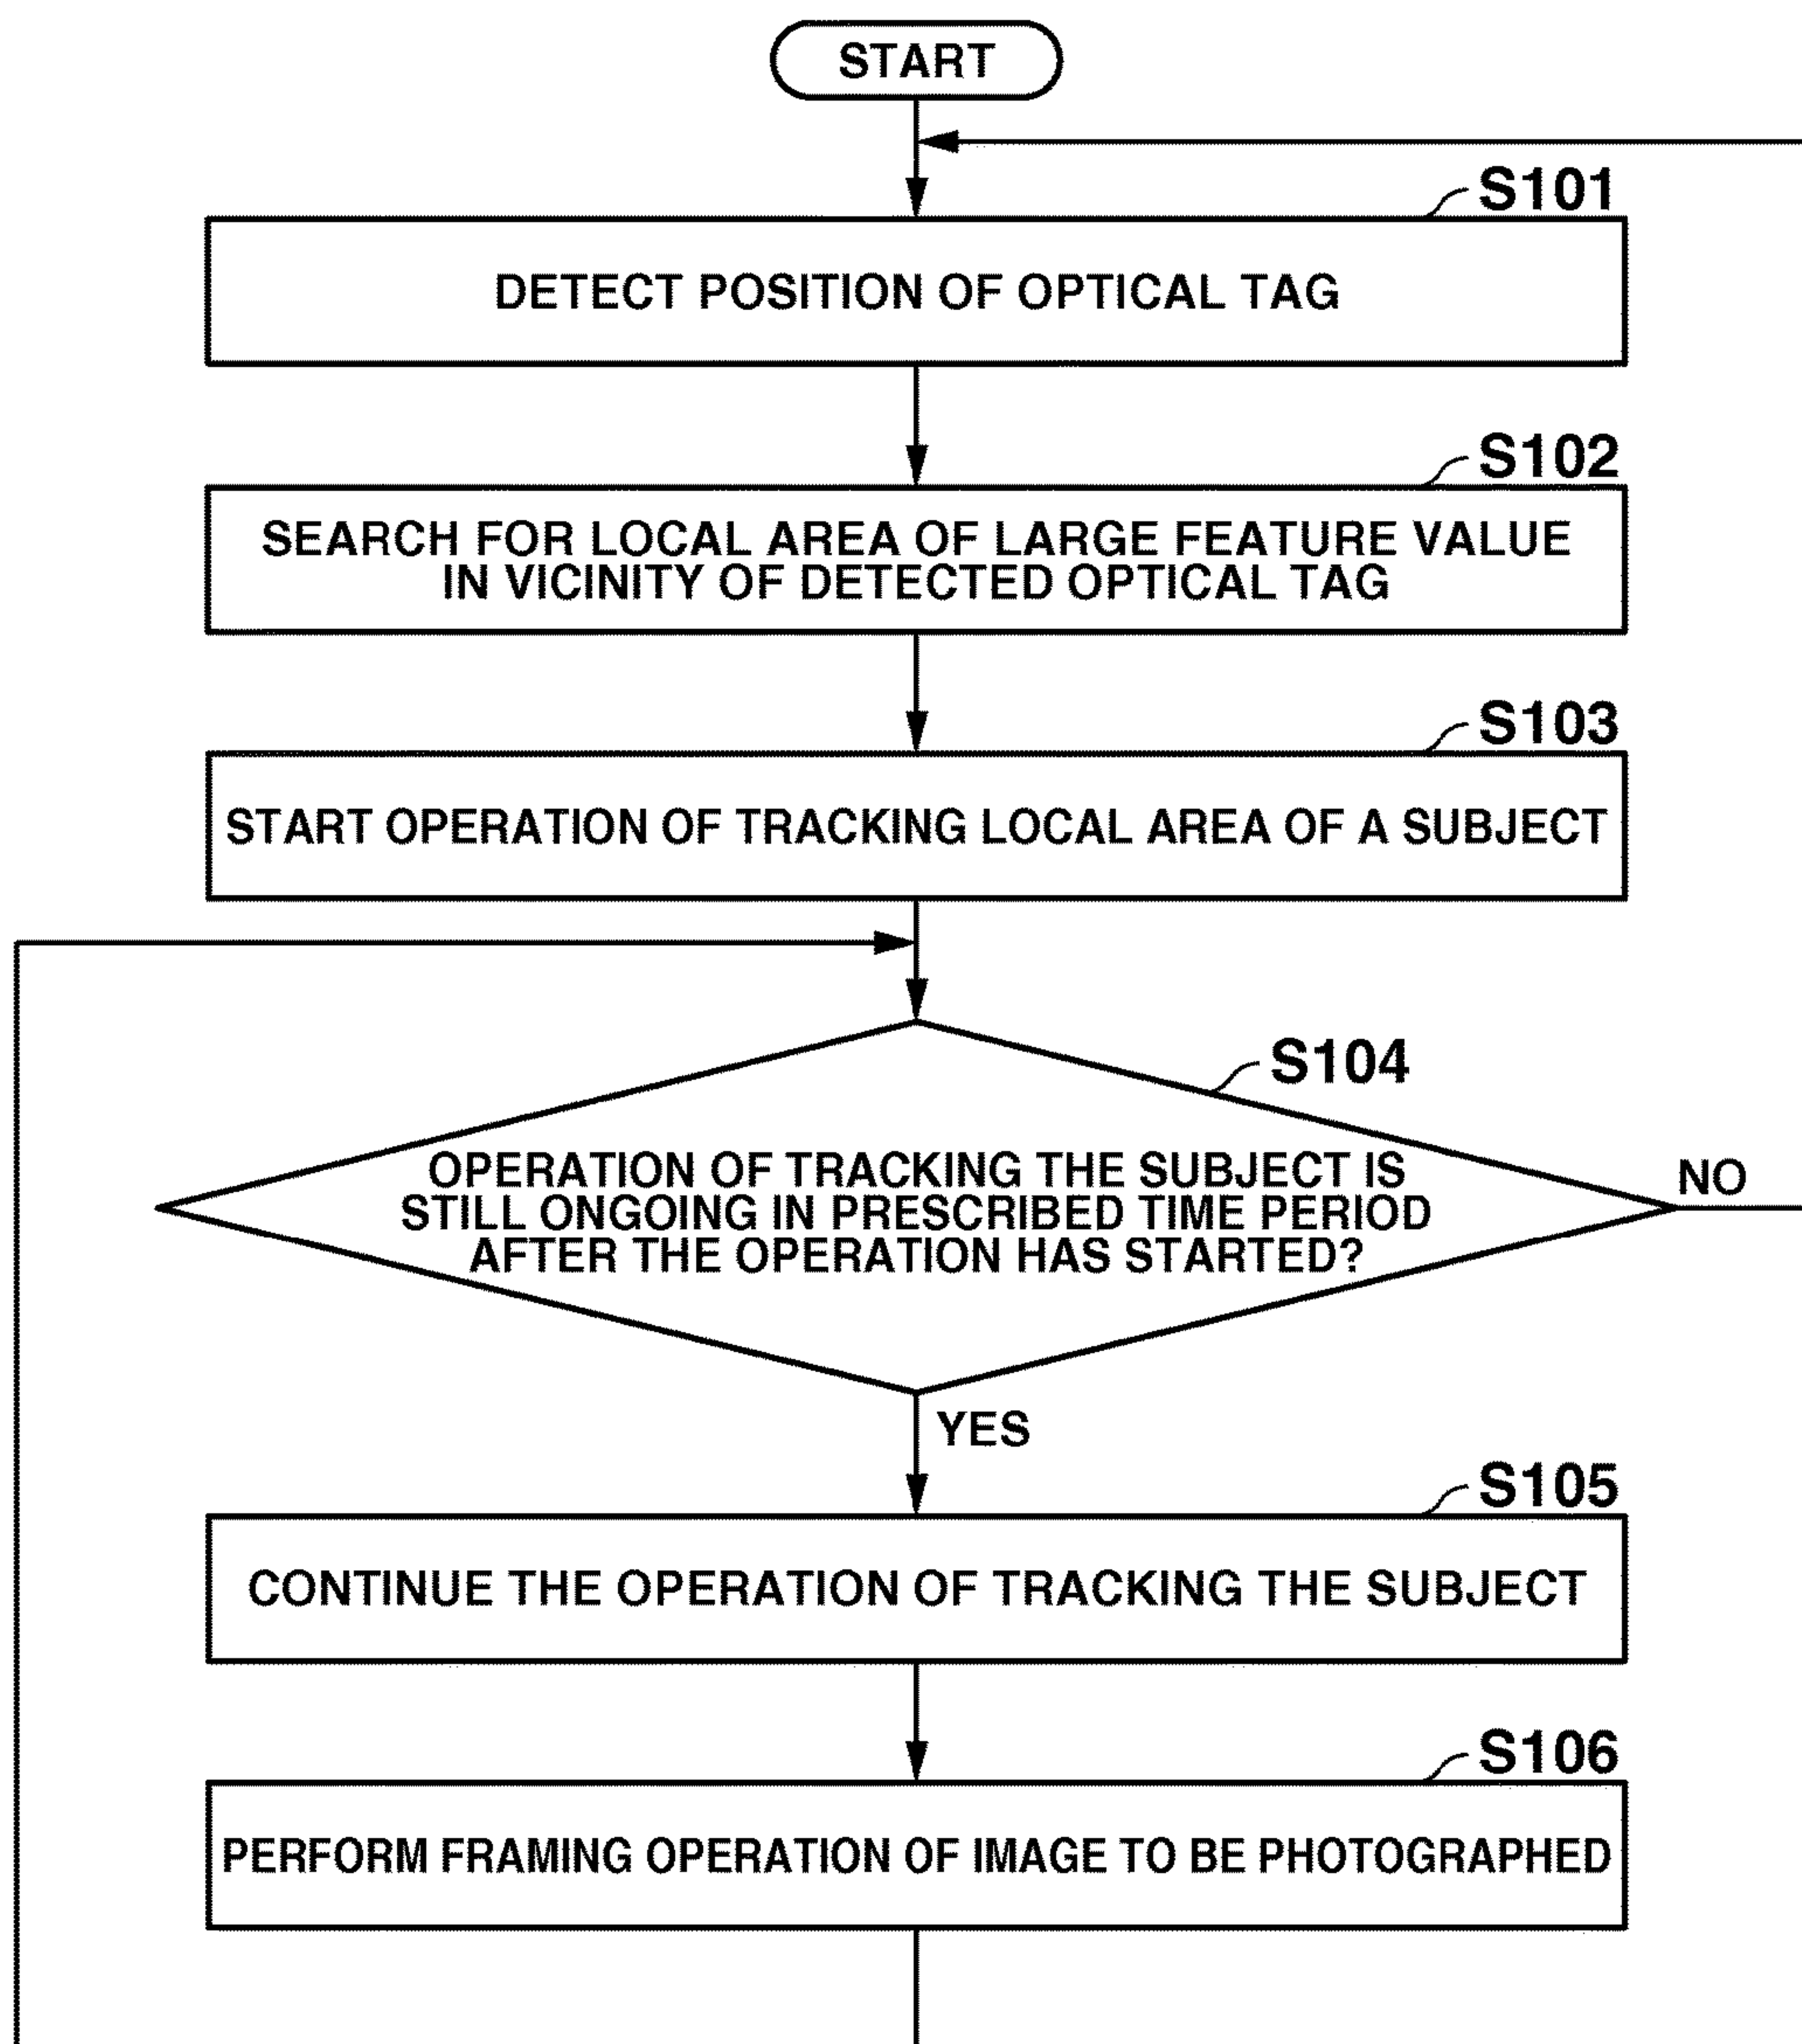 START
S101
DETECT POSITION OF OPTICAL TAG
S102
SEARCH FOR LOCAL AREA OF LARGE FEATURE VALUE
IN VICINITY OF DETECTED OPTICAL TAG
S103
START OPERATION OF TRACKING LOCAL AREA OF A SUBJECT
S104
OPERATION OF TRACKING THE SUBJECT IS
STILL ONGOING IN PRESCRIBED TIME PERIOD
AFTER THE OPERATION HAS STARTED?
NO
YES
S105
CONTINUE THE OPERATION OF TRACKING THE SUBJECT
S106
PERFORM FRAMING OPERATION OF IMAGE TO BE PHOTOGRAPHED